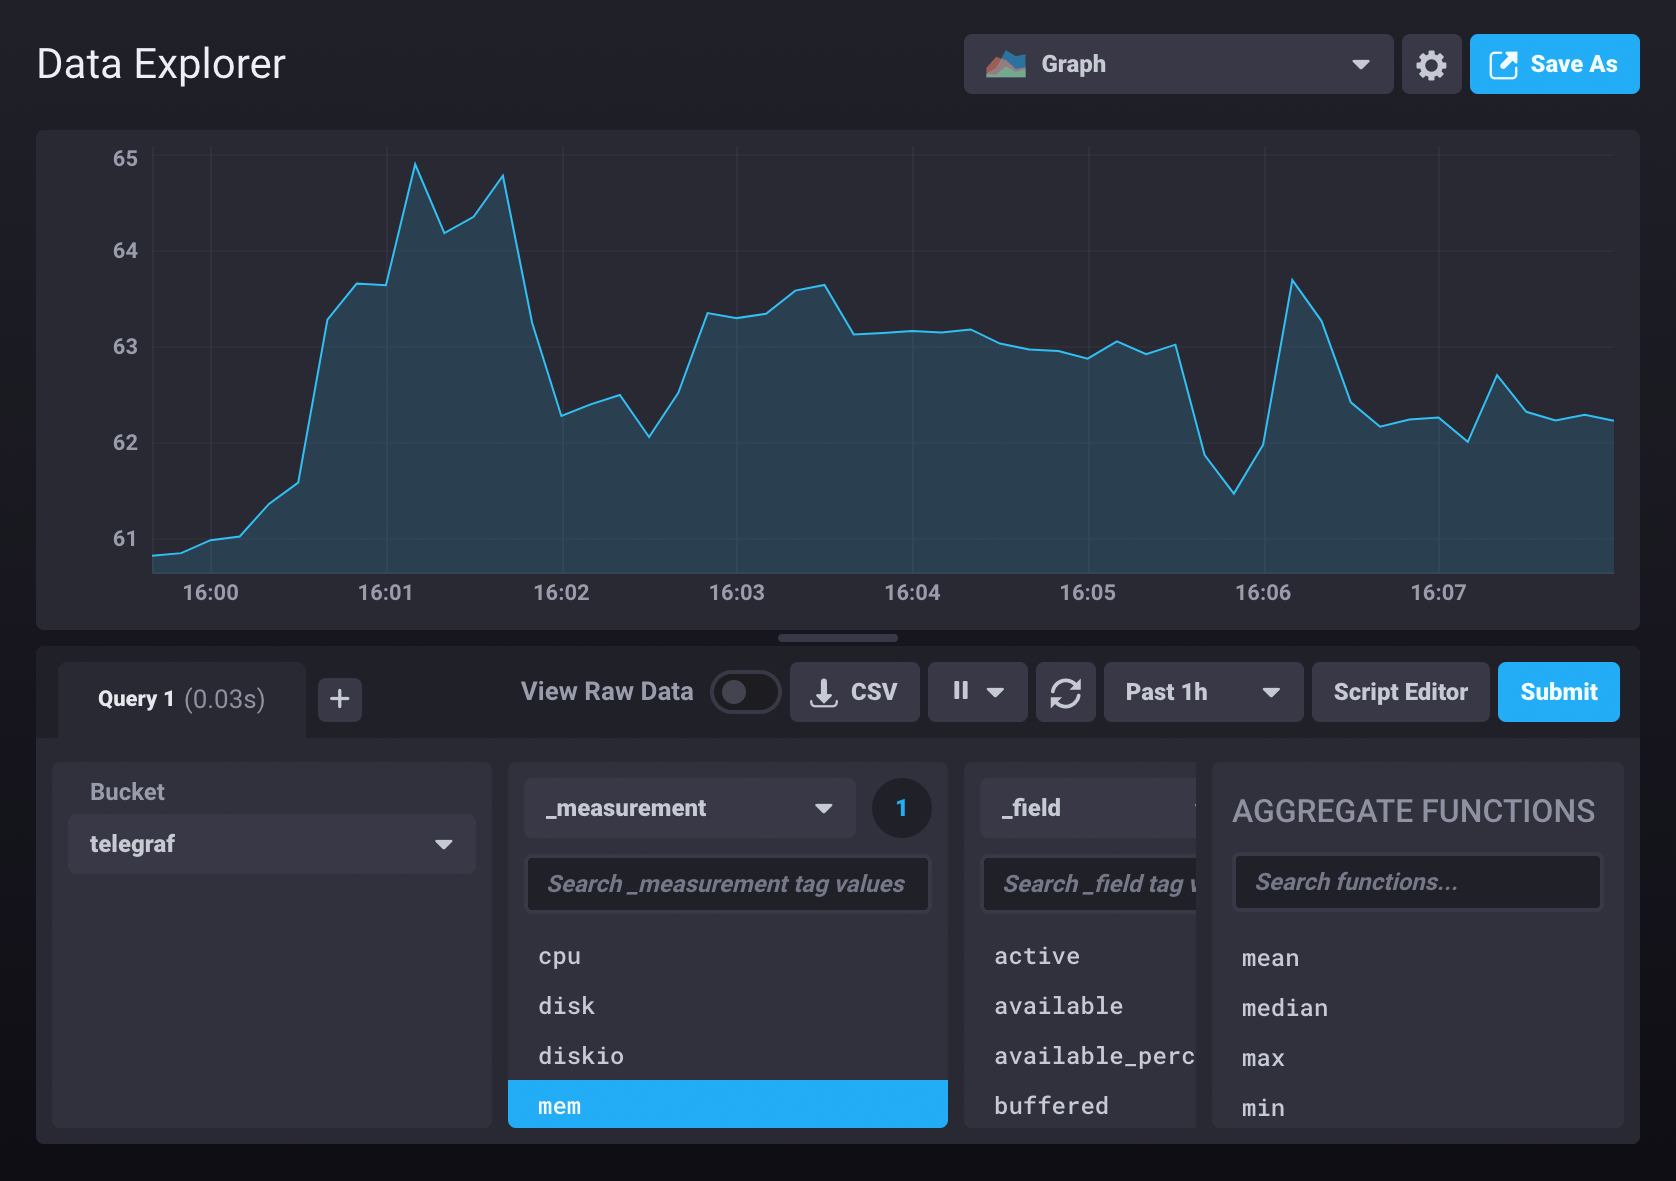 Data Explorer
Graph
Save As
65
64
63
62
61
16:00 16:01 16:02 16:03 16:04 16:05 16:06 16:07
Query 1 (0.03s)
+
View Raw Data
CSV
Past 1h
Script Editor
Submit
Bucket
telegraf
_measurement
1
Search _measurement tag values
cpu
disk
diskio
mem
_field
Search _field tag v
active
available
available_perc
buffered
AGGREGATE FUNCTIONS
Search functions...
mean
median
max
min